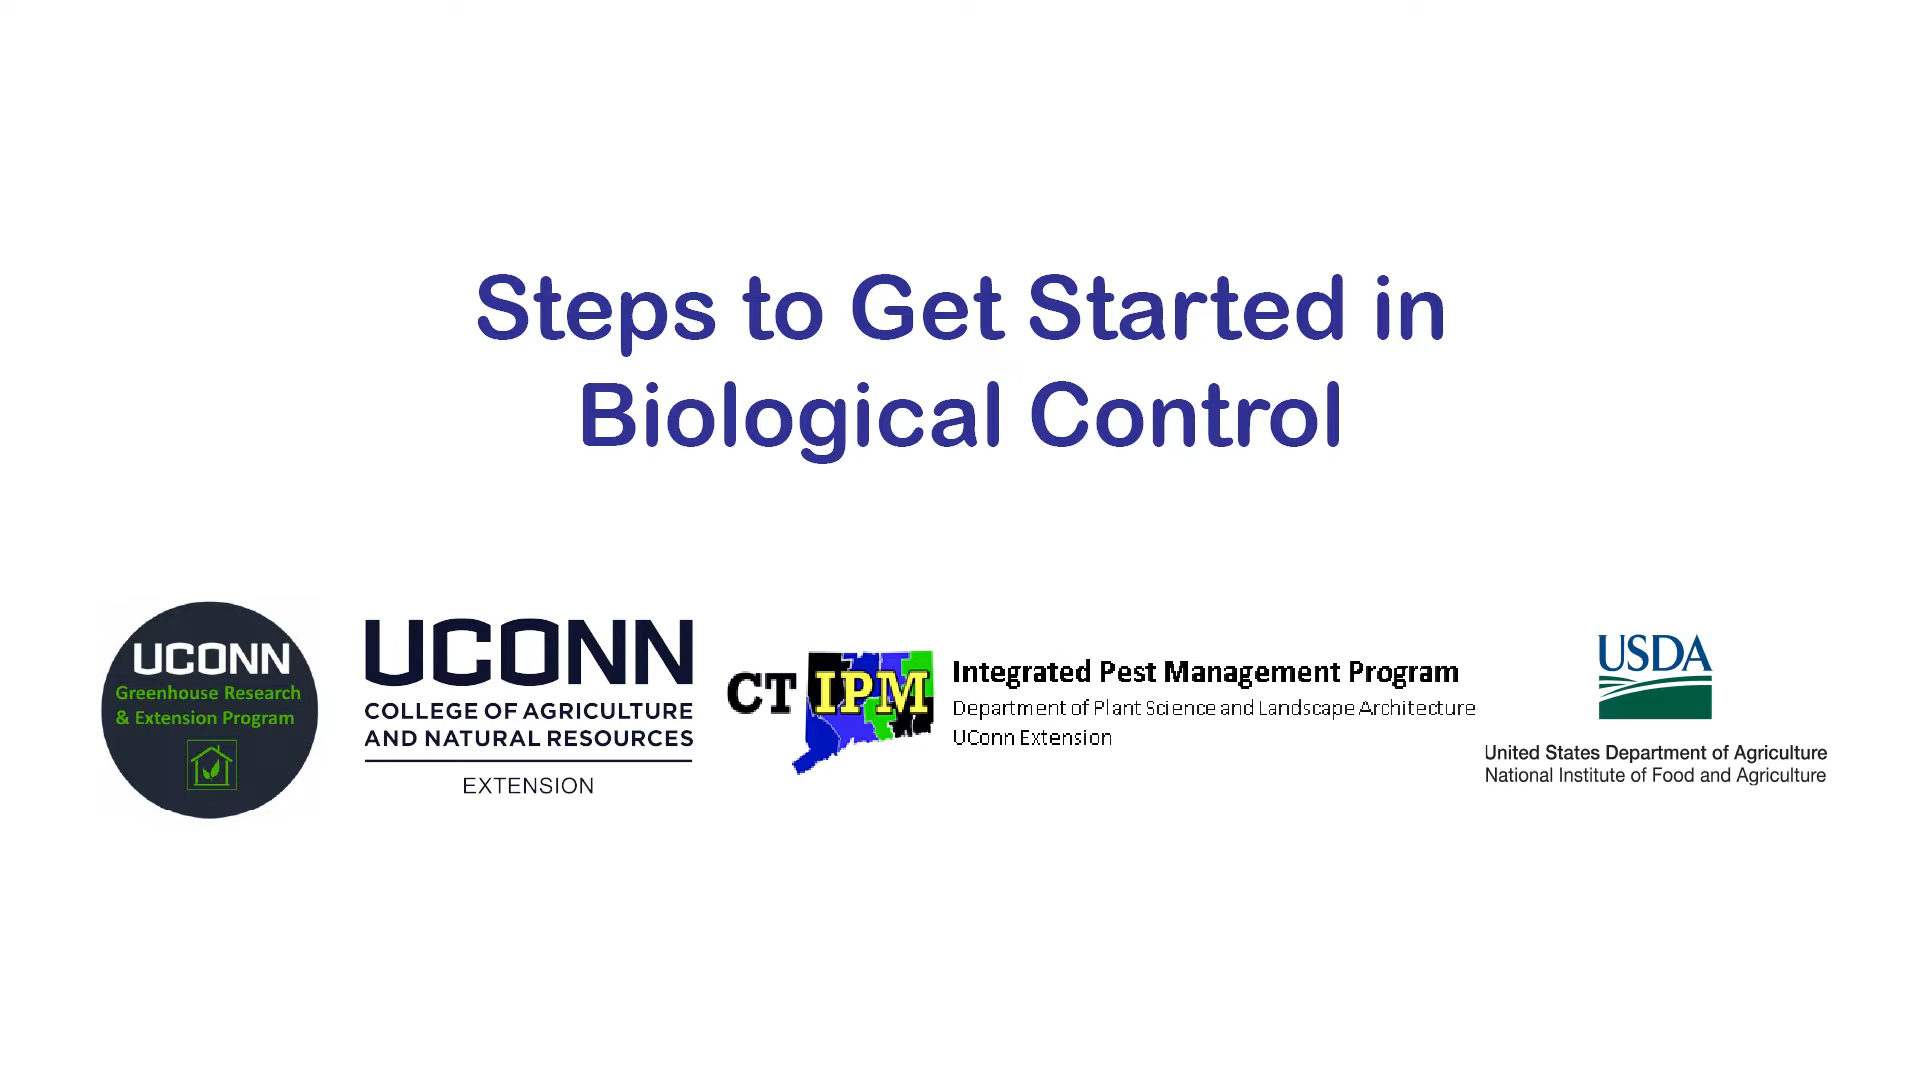 Steps to Get Started in
Biological Control
UCONN
Greenhouse Research
& Extension Program
UCONN
COLLEGE OF AGRICULTURE
AND NATURAL RESOURCES
EXTENSION
CT IPM
Integrated Pest Management Program
Department of Plant Science and Landscape Architecture
UConn Extension
USDA
United States Department of Agriculture
National Institute of Food and Agriculture